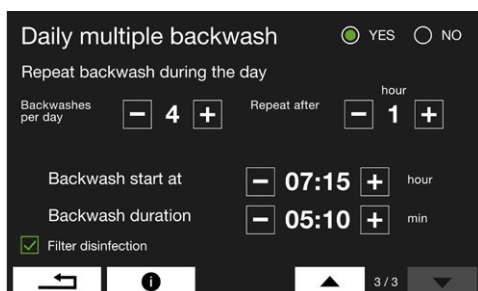 Daily multiple backwash YES NO
Repeat backwash during the day
hour
Backwashes per day − 4 + Repeat after − 1 +
Backwash start at − 07:15 + hour
Backwash duration − 05:10 + min
Filter disinfection
i 3/3